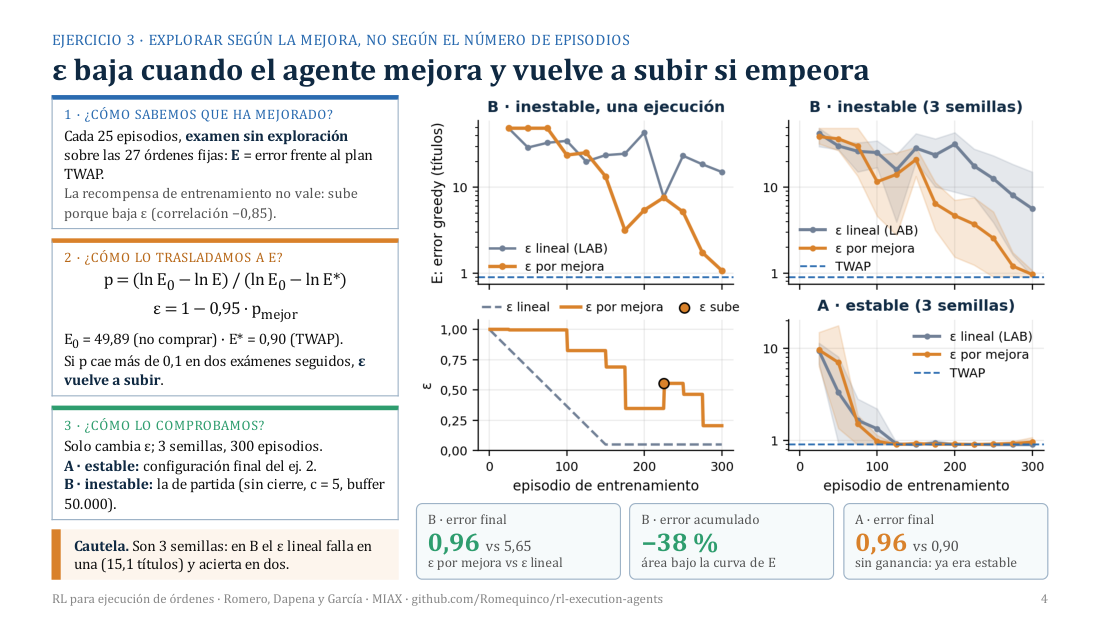 EJERCICIO 3 · EXPLORAR SEGÚN LA MEJORA, NO SEGÚN EL NÚMERO DE EPISODIOS
ε baja cuando el agente mejora y vuelve a subir si empeora
1 · ¿CÓMO SABEMOS QUE HA MEJORADO?
Cada 25 episodios, examen sin exploración
sobre las 27 órdenes fijas: E = error frente al plan
TWAP.
La recompensa de entrenamiento no vale: sube
porque baja ε (correlación −0,85).
2 · ¿CÓMO LO TRASLADAMOS A E?
p = (ln E0 − ln E) / (ln E0 − ln E*)
ε = 1 − 0,95 · pmejor
E0 = 49,89 (no comprar) · E* = 0,90 (TWAP).
Si p cae más de 0,1 en dos exámenes seguidos, ε
vuelve a subir.
3 · ¿CÓMO LO COMPROBAMOS?
Solo cambia ε; 3 semillas, 300 episodios.
A · estable: configuración final del ej. 2.
B · inestable: la de partida (sin cierre, c = 5, buffer
50.000).
Cautela. Son 3 semillas: en B el ε lineal falla en
una (15,1 títulos) y acierta en dos.
B · inestable, una ejecución
E: error greedy (títulos)
10
1
ε lineal (LAB)
ε por mejora
B · inestable (3 semillas)
10
1
ε lineal (LAB)
ε por mejora
TWAP
ε lineal
ε por mejora
ε sube
ε
1,00
0,75
0,50
0,25
0,00
0
100
200
300
episodio de entrenamiento
A · estable (3 semillas)
10
1
ε lineal (LAB)
ε por mejora
TWAP
0
100
200
300
episodio de entrenamiento
B · error final
0,96 vs 5,65
ε por mejora vs ε lineal
B · error acumulado
−38 %
área bajo la curva de E
A · error final
0,96 vs 0,90
sin ganancia: ya era estable
RL para ejecución de órdenes · Romero, Dapena y García · MIAX · github.com/Romequinco/rl-execution-agents
4